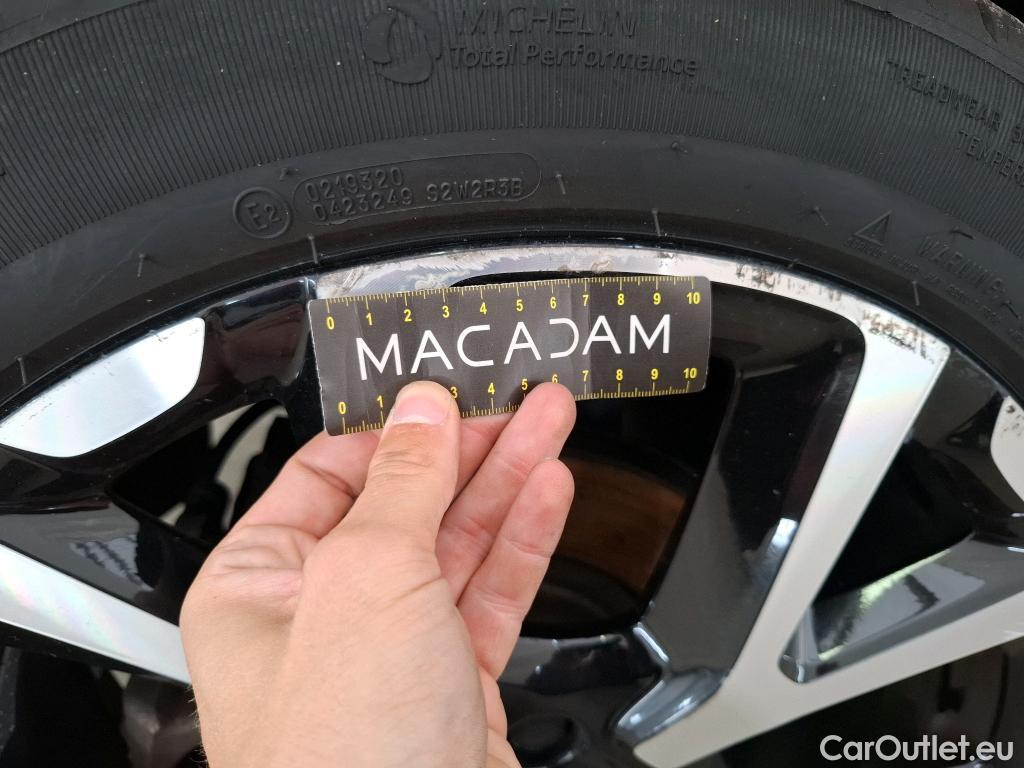 MICHELIN
Total Performance
TREADWEAR
E2
0219320
0423249 S2W2R3B
WARNING
0 1 2 3 4 5 6 7 8 9 10
MACADAM
0 1 3 4 5 6 7 8 9 10
CarOutlet.eu